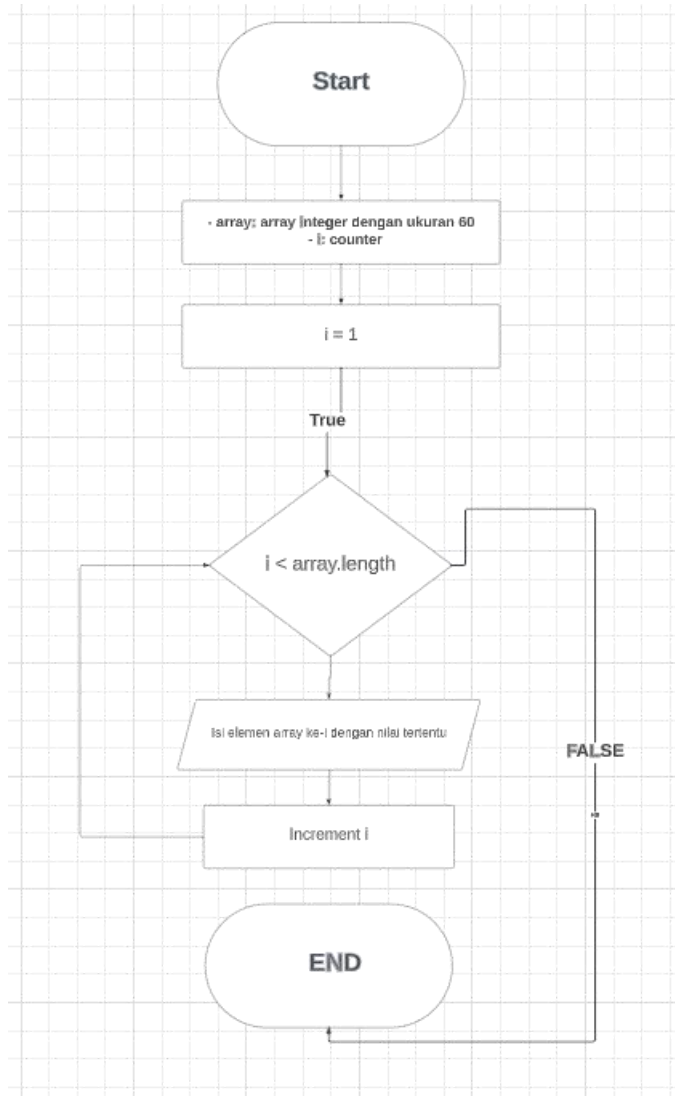 Start
- array: array integer dengan ukuran 60
- i: counter
i = 1
True
i < array.length
Isi elemen array ke-i dengan nilai tertentu
FALSE
Increment i
END